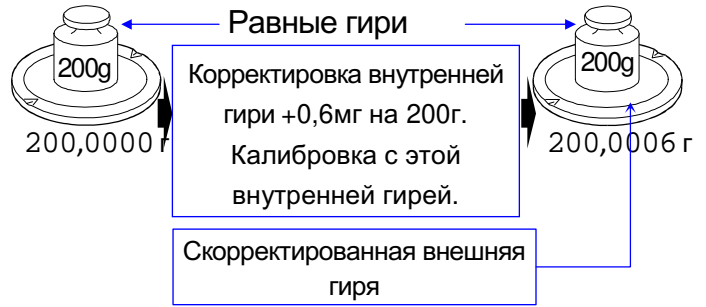 Равные гири
200g
200g
Корректировка внутренней
гири +0,6мг на 200г.
Калибровка с этой
внутренней гирей.
200,0000 г
200,0006 г
Скорректированная внешняя
гиря